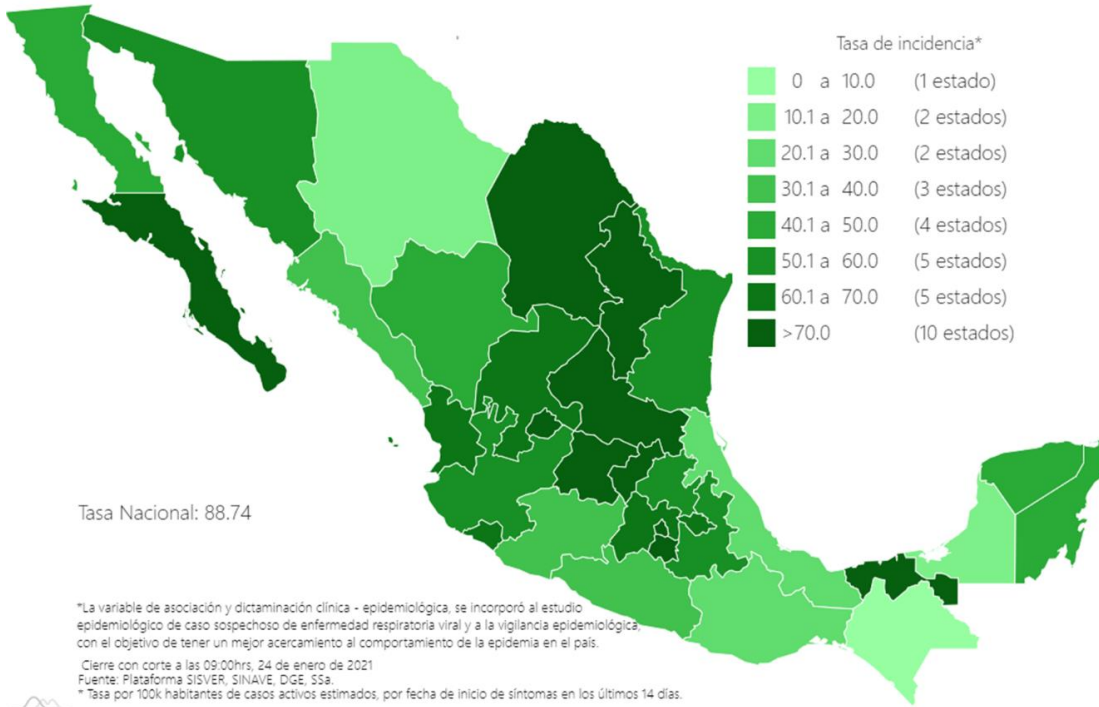 Tasa de incidencia*
0 a 10.0 (1 estado)
10.1 a 20.0 (2 estados)
20.1 a 30.0 (2 estados)
30.1 a 40.0 (3 estados)
40.1 a 50.0 (4 estados)
50.1 a 60.0 (5 estados)
60.1 a 70.0 (5 estados)
>70.0 (10 estados)
Tasa Nacional: 88.74
*La variable de asociación y dictaminación clínica - epidemiológica, se incorporó al estudio
epidemiológico de caso sospechoso de enfermedad respiratoria viral y a la vigilancia epidemiológica,
con el objetivo de tener un mejor acercamiento al comportamiento de la epidemia en el país.
Cierre con corte a las 09:00hrs, 24 de enero de 2021
Fuente: Plataforma SISVER, SINAVE, DGE, SSa.
* Tasa por 100k habitantes de casos activos estimados, por fecha de inicio de síntomas en los últimos 14 días.